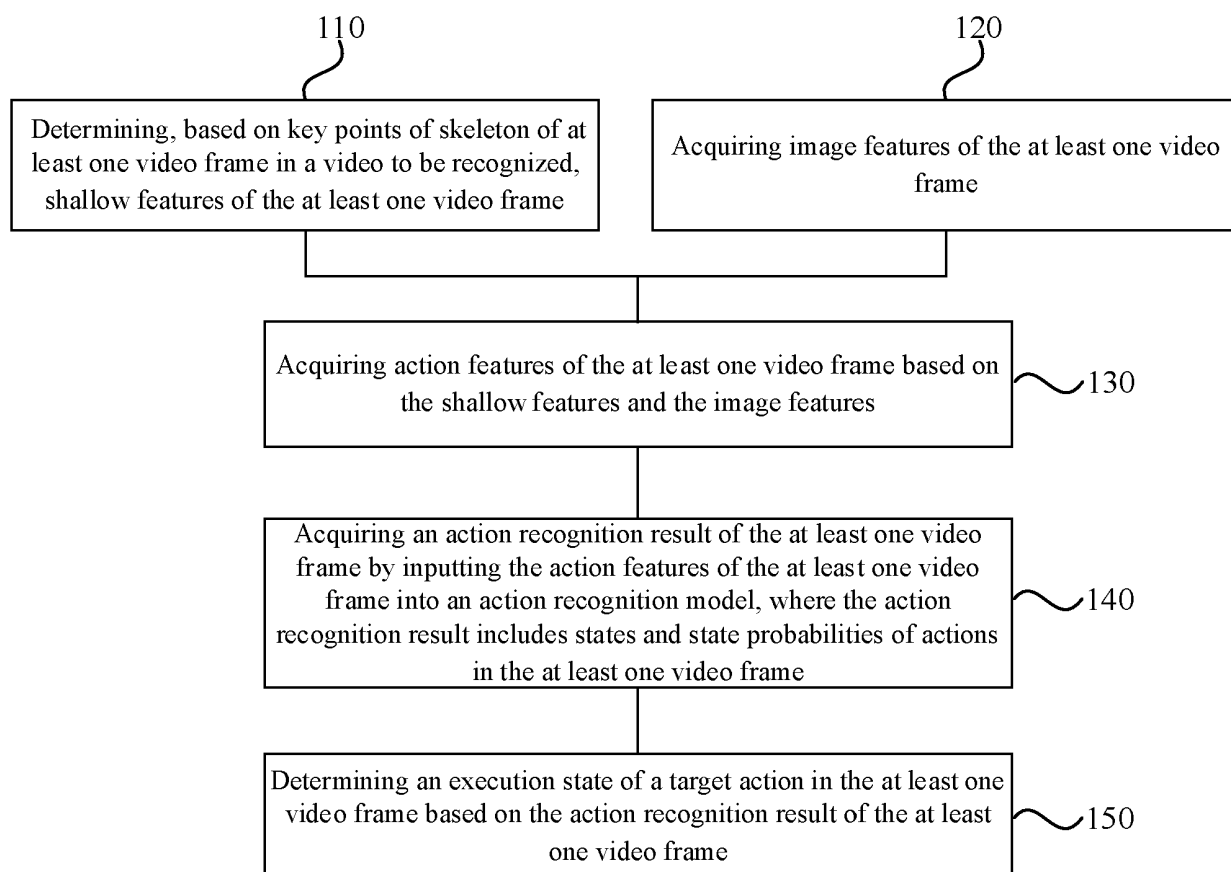 110
120
Determining, based on key points of skeleton of at
least one video frame in a video to be recognized,
shallow features of the at least one video frame
Acquiring image features of the at least one video
frame
Acquiring action features of the at least one video frame based on
the shallow features and the image features
130
Acquiring an action recognition result of the at least one video
frame by inputting the action features of the at least one video
frame into an action recognition model, where the action
recognition result includes states and state probabilities of actions
in the at least one video frame
140
Determining an execution state of a target action in the at least one
video frame based on the action recognition result of the at least
one video frame
150